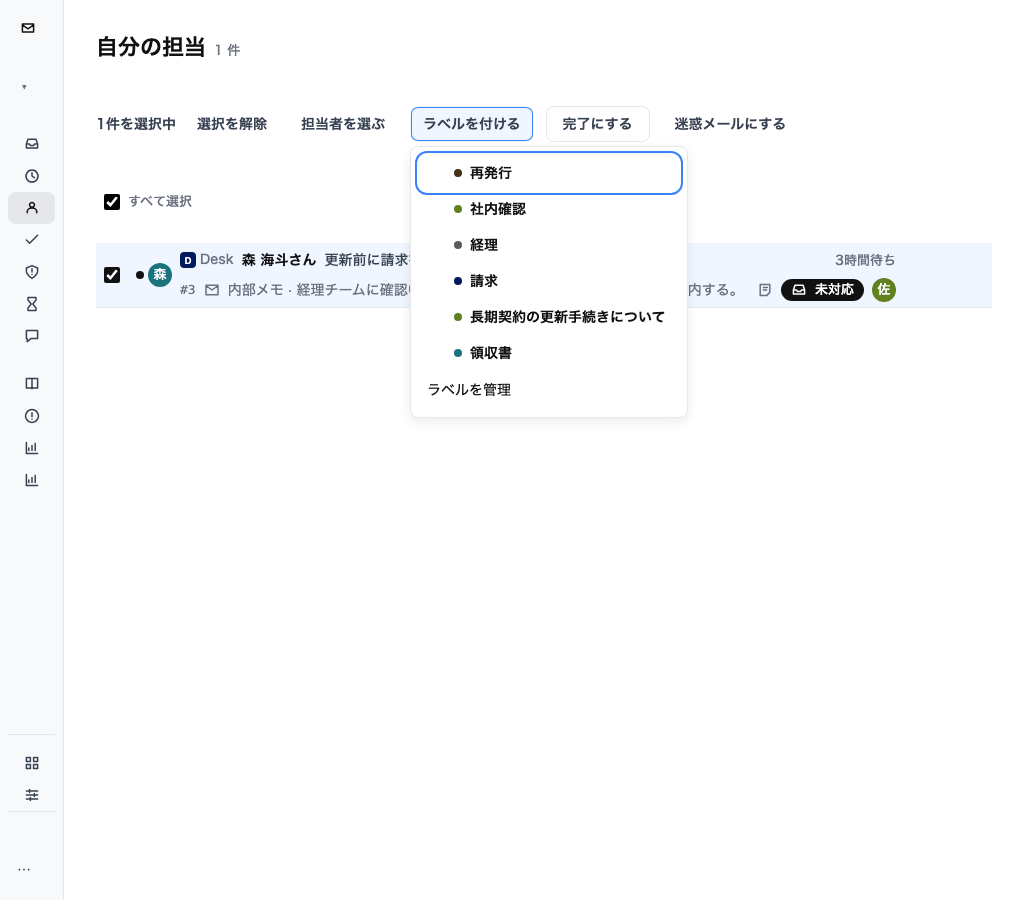 自分の担当 1 件
1件を選択中 選択を解除 担当者を選ぶ ラベルを付ける 完了にする 迷惑メールにする
再発行
すべて選択
社内確認
経理
D Desk 森 海斗さん 更新前に請求 3時間待ち
森
請求
#3 内部メモ · 経理チームに確認 内する。 未対応 佐
長期契約の更新手続きについて
領収書
ラベルを管理